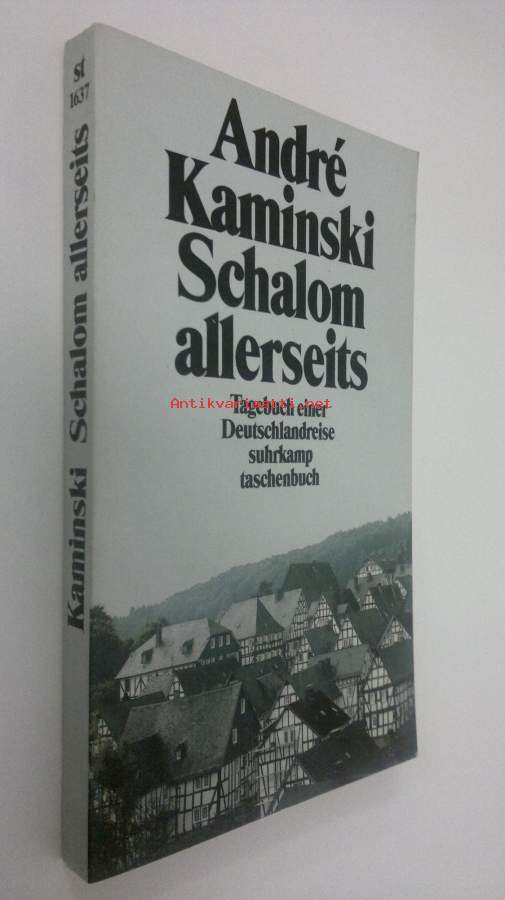 st
1637
Kaminski Schalom allerseits
André
Kaminski
Schalom
allerseits
Antikvariaatti.net
Tagebuch einer
Deutschlandreise
suhrkamp
taschenbuch